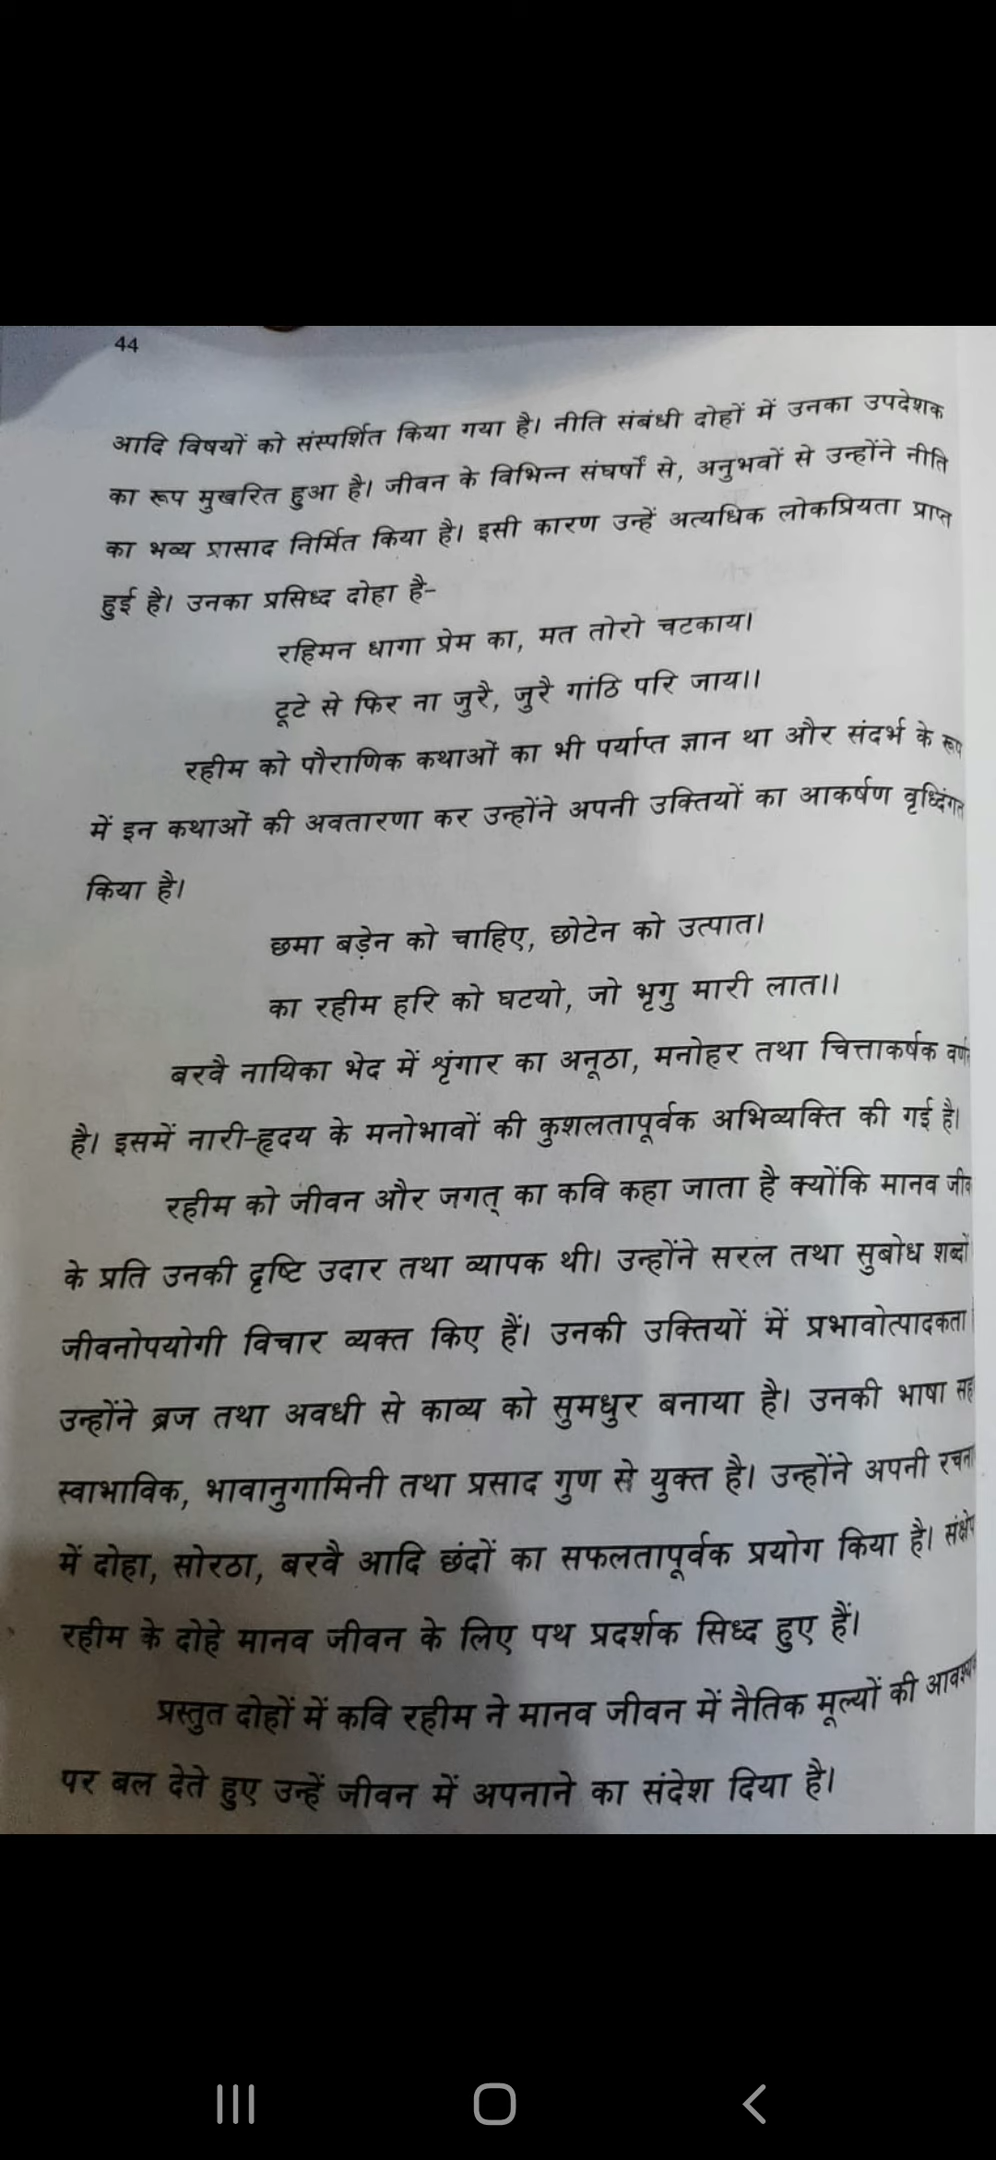 44
आदि विषयों को संस्पर्शित किया गया है। नीति संबंधी दोहों में उनका उपदेशक
का रूप मुखरित हुआ है। जीवन के विभिन्न संघर्षों से, अनुभवों से उन्होंने नीति
का भव्य प्रासाद निर्मित किया है। इसी कारण उन्हें अत्यधिक लोकप्रियता प्राप्त
हुई है। उनका प्रसिध्द दोहा है-
रहिमन धागा प्रेम का, मत तोरो चटकाय।
टूटे से फिर ना जुरै, जुरै गांठि परि जाय।।
रहीम को पौराणिक कथाओं का भी पर्याप्त ज्ञान था और संदर्भ के रूप
में इन कथाओं की अवतारणा कर उन्होंने अपनी उक्तियों का आकर्षण वृध्दिंगत
किया है।
छमा बड़ेन को चाहिए, छोटेन को उत्पात।
का रहीम हरि को घटयो, जो भृगु मारी लात।।
बरवै नायिका भेद में शृंगार का अनूठा, मनोहर तथा चित्ताकर्षक
है। इसमें नारी-हृदय के मनोभावों की कुशलतापूर्वक अभिव्यक्ति की गई है।
रहीम को जीवन और जगत् का कवि कहा जाता है क्योंकि मानव
के प्रति उनकी दृष्टि उदार तथा व्यापक थी। उन्होंने सरल तथा सुबोध शब्दों
जीवनोपयोगी विचार व्यक्त किए हैं। उनकी उक्तियों में प्रभावोत्पादकता
उन्होंने ब्रज तथा अवधी से काव्य को सुमधुर बनाया है। उनकी भाषा
स्वाभाविक, भावानुगामिनी तथा प्रसाद गुण से युक्त है। उन्होंने अपनी
में दोहा, सोरठा, बरवै आदि छंदों का सफलतापूर्वक प्रयोग किया है।
रहीम के दोहे मानव जीवन के लिए पथ प्रदर्शक सिध्द हुए हैं।
प्रस्तुत दोहों में कवि रहीम ने मानव जीवन में नैतिक मूल्यों की
पर बल देते हुए उन्हें जीवन में अपनाने का संदेश दिया है।